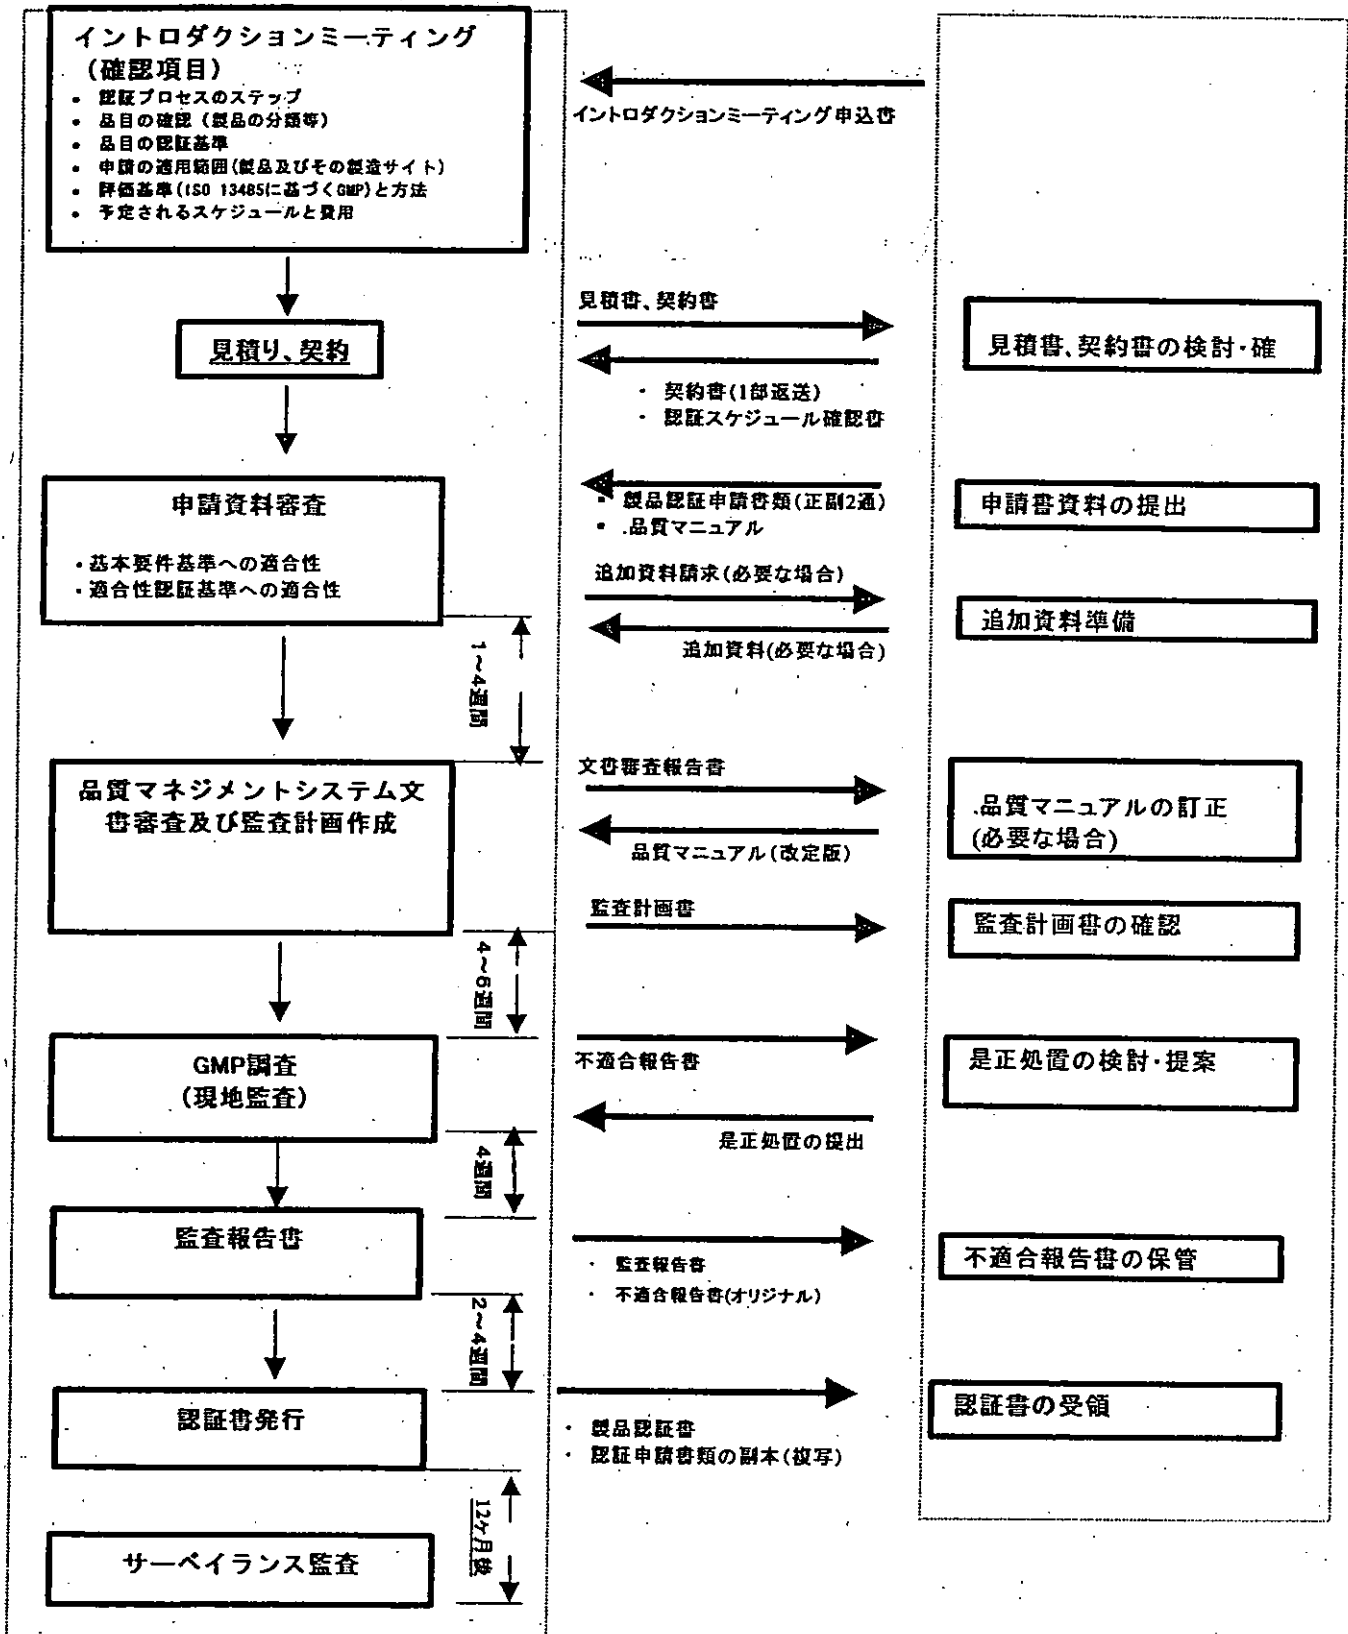 イントロダクションミーティング
(確認項目)
• 認証プロセスのステップ
• 品目の確認（製品の分類等）
• 品目の認証基準
• 申請の適用範囲(製品及びその製造サイト)
• 評価基準(ISO 13485に基づくGMP)と方法
• 予定されるスケジュールと費用
イントロダクションミーティング申込書
見積り、契約
見積書、契約書
・ 契約書(1部返送)
・ 認証スケジュール確認書
見積書、契約書の検討・確
申請資料審査
・基本要件基準への適合性
・適合性認証基準への適合性
• 製品認証申請書類(正副2通)
• .品質マニュアル
申請書資料の提出
追加資料請求(必要な場合)
追加資料(必要な場合)
追加資料準備
1～4週間
品質マネジメントシステム文
書審査及び監査計画作成
文書審査報告書
品質マニュアル(改定版)
.品質マニュアルの訂正
(必要な場合)
監査計画書
監査計画書の確認
4～6週間
GMP調査
(現地監査)
不適合報告書
是正処置の提出
是正処置の検討・提案
4週間
監査報告書
・ 監査報告書
・ 不適合報告書(オリジナル)
不適合報告書の保管
2～4週間
認証書発行
・ 製品認証書
・ 認証申請書類の副本(複写)
認証書の受領
12ケ月後
サーベイランス監査